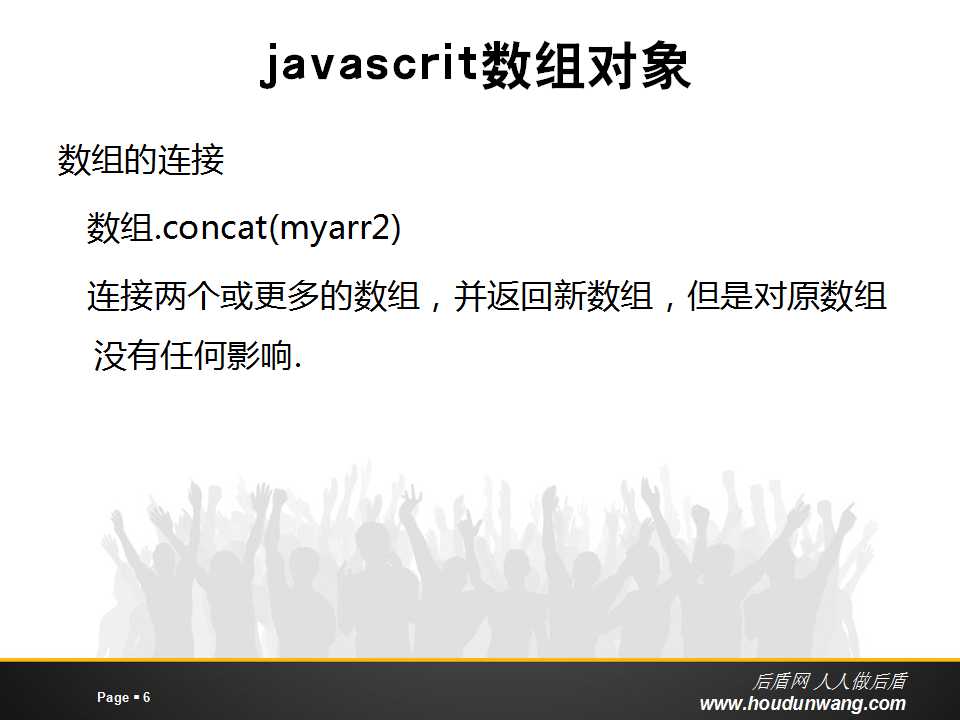 javascrit数组对象
数组的连接
数组.concat(myarr2)
连接两个或更多的数组，并返回新数组，但是对原数组
没有任何影响.
Page ▪ 6
后盾网 人人做后盾
www.houdunwang.com